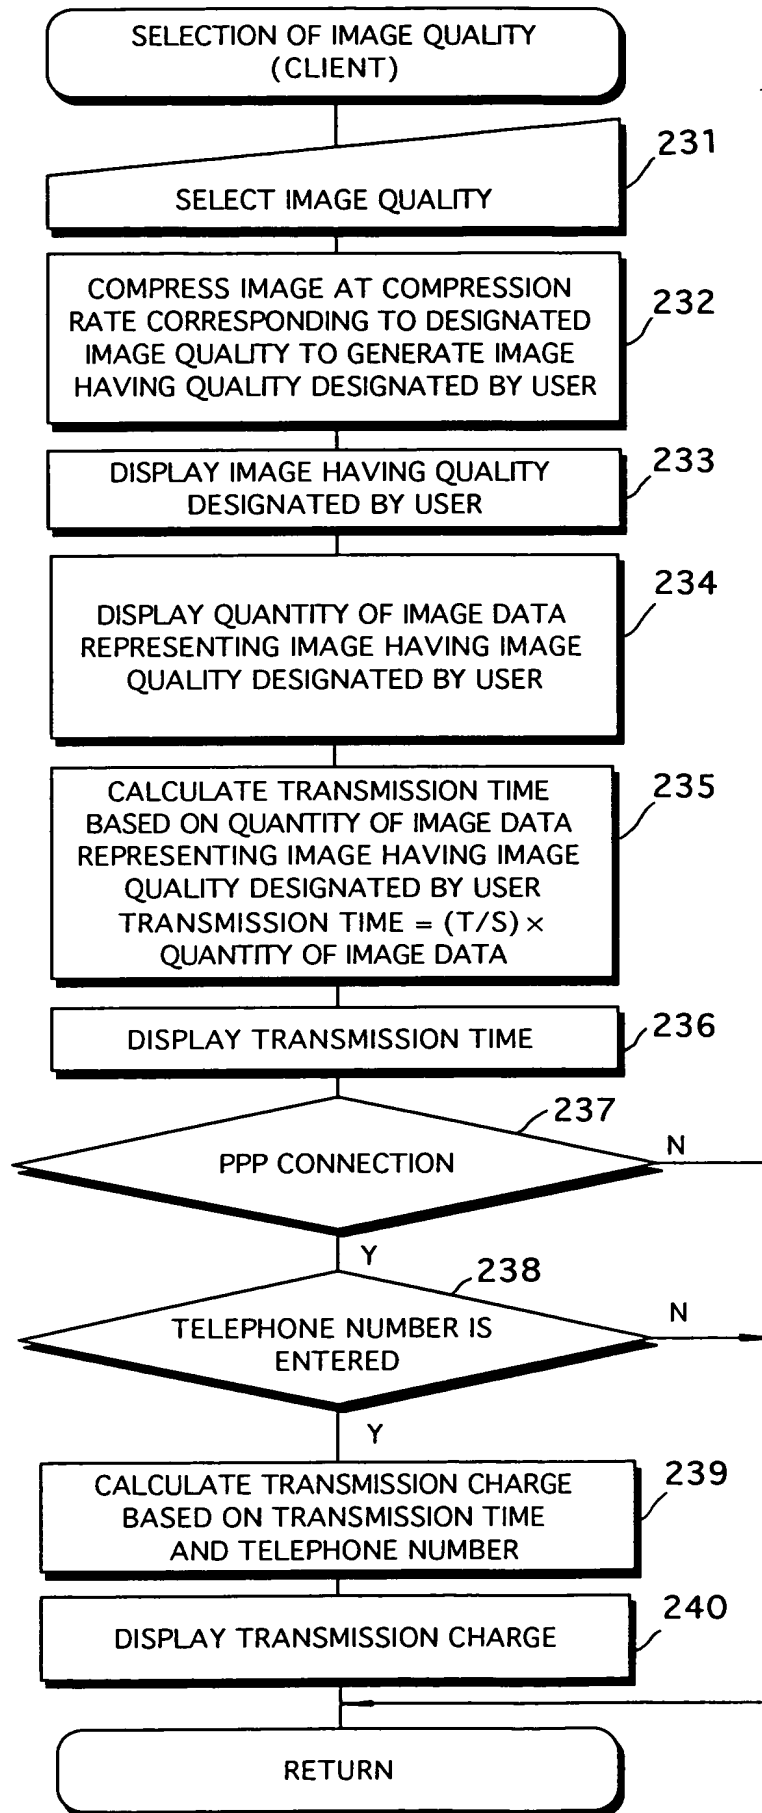 SELECTION OF IMAGE QUALITY
(CLIENT)
231
SELECT IMAGE QUALITY
232
COMPRESS IMAGE AT COMPRESSION
RATE CORRESPONDING TO DESIGNATED
IMAGE QUALITY TO GENERATE IMAGE
HAVING QUALITY DESIGNATED BY USER
233
DISPLAY IMAGE HAVING QUALITY
DESIGNATED BY USER
234
DISPLAY QUANTITY OF IMAGE DATA
REPRESENTING IMAGE HAVING IMAGE
QUALITY DESIGNATED BY USER
235
CALCULATE TRANSMISSION TIME
BASED ON QUANTITY OF IMAGE DATA
REPRESENTING IMAGE HAVING IMAGE
QUALITY DESIGNATED BY USER
TRANSMISSION TIME = (T/S) ×
QUANTITY OF IMAGE DATA
236
DISPLAY TRANSMISSION TIME
237
PPP CONNECTION
N
Y
238
TELEPHONE NUMBER IS
ENTERED
N
Y
239
CALCULATE TRANSMISSION CHARGE
BASED ON TRANSMISSION TIME
AND TELEPHONE NUMBER
240
DISPLAY TRANSMISSION CHARGE
RETURN